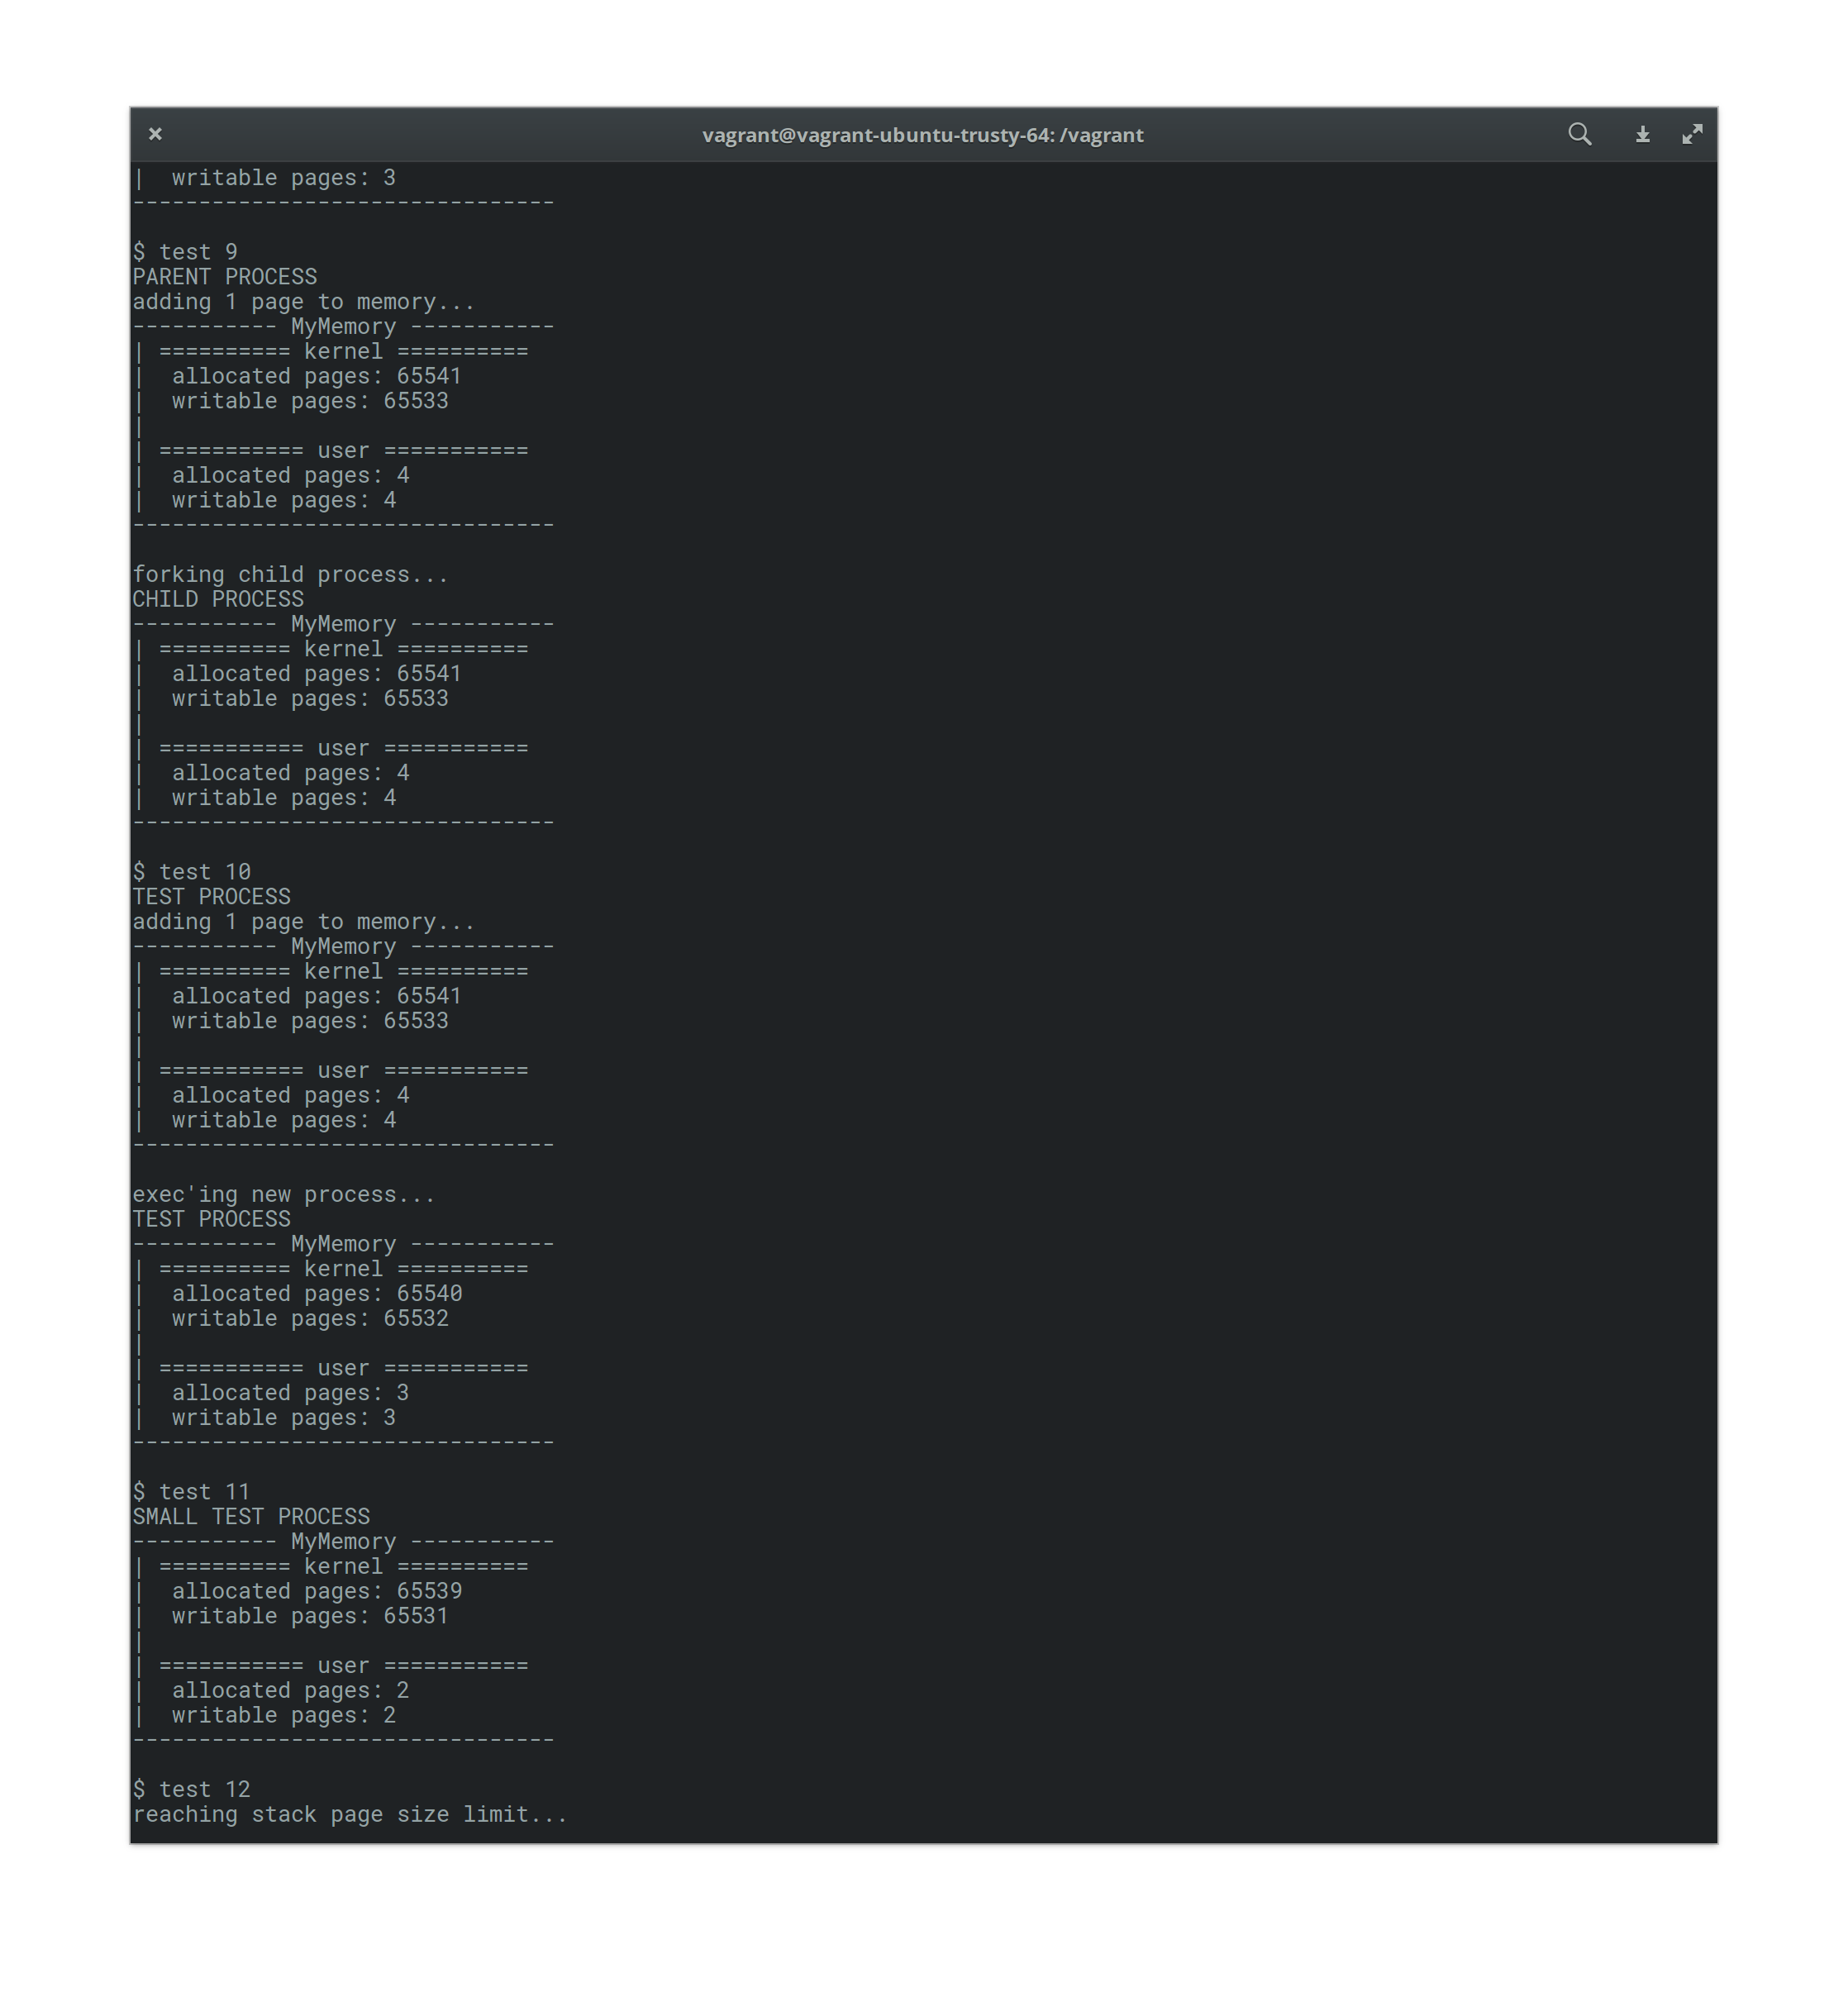 vagrant@vagrant-ubuntu-trusty-64: /vagrant
|  writable pages: 3
--------------------------------

$ test 9
PARENT PROCESS
adding 1 page to memory...
----------- MyMemory -----------
| ========== kernel ==========
|  allocated pages: 65541
|  writable pages: 65533
|
| =========== user ===========
|  allocated pages: 4
|  writable pages: 4
--------------------------------

forking child process...
CHILD PROCESS
----------- MyMemory -----------
| ========== kernel ==========
|  allocated pages: 65541
|  writable pages: 65533
|
| =========== user ===========
|  allocated pages: 4
|  writable pages: 4
--------------------------------

$ test 10
TEST PROCESS
adding 1 page to memory...
----------- MyMemory -----------
| ========== kernel ==========
|  allocated pages: 65541
|  writable pages: 65533
|
| =========== user ===========
|  allocated pages: 4
|  writable pages: 4
--------------------------------

exec'ing new process...
TEST PROCESS
----------- MyMemory -----------
| ========== kernel ==========
|  allocated pages: 65540
|  writable pages: 65532
|
| =========== user ===========
|  allocated pages: 3
|  writable pages: 3
--------------------------------

$ test 11
SMALL TEST PROCESS
----------- MyMemory -----------
| ========== kernel ==========
|  allocated pages: 65539
|  writable pages: 65531
|
| =========== user ===========
|  allocated pages: 2
|  writable pages: 2
--------------------------------

$ test 12
reaching stack page size limit...